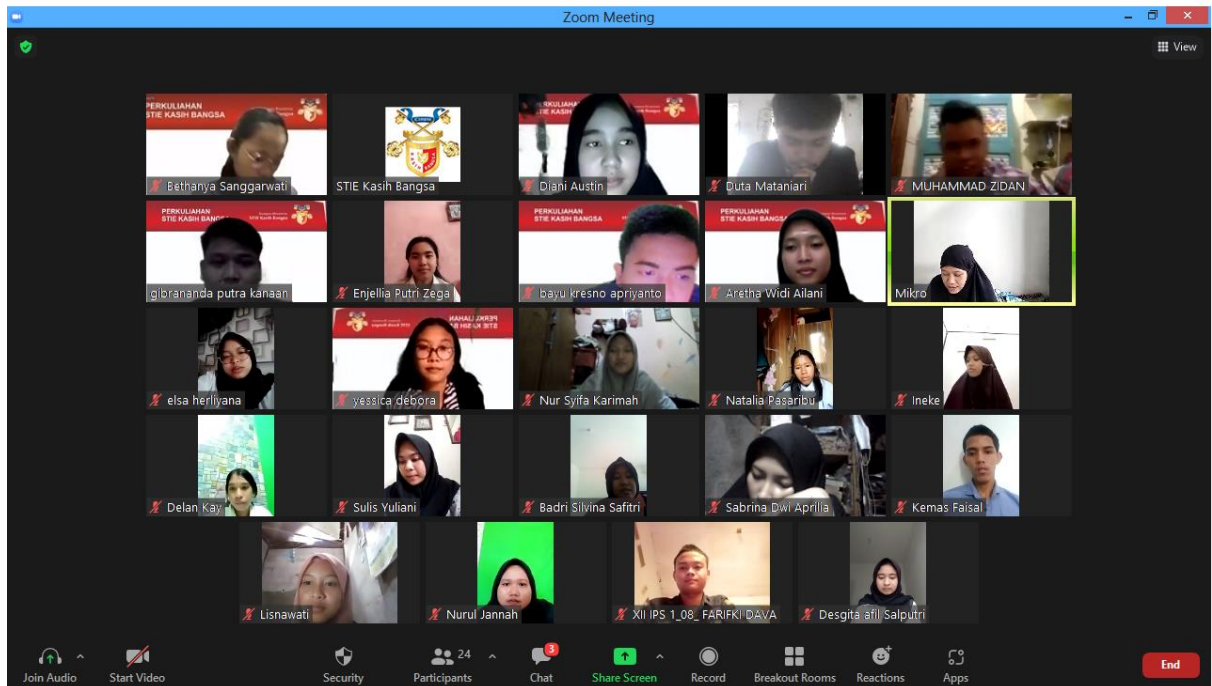 Zoom Meeting
View
PERKULIAHAN
STIE KASIH BANGSA
Bethanya Sanggarwati
STIE Kasih Bangsa
Diani Austin
Duta Mataniari
MUHAMMAD ZIDAN
PERKULIAHAN
STIE KASIH BANGSA
gibrananda putra kanaan
Enjellia Putri Zega
PERKULIAHAN
STIE KASIH BANGSA
bayu kresno apriyanto
PERKULIAHAN
STIE KASIH BANGSA
Aretha Widi Ailani
Mikro
elsa herliyana
PERKULIAHAN
yessica debora
Nur Syifa Karimah
Natalia Pasaribu
Ineke
Delan Kay
Sulis Yuliani
Badri Silvina Safitri
Sabrina Dwi Aprilia
Kemas Faisal
Lisnawati
Nurul Jannah
XII IPS 1_08_ FARIFKI DAVA
Desgita afil Salputri
Join Audio
Start Video
Security
Participants 24
Chat 3
Share Screen
Record
Breakout Rooms
Reactions
Apps
End